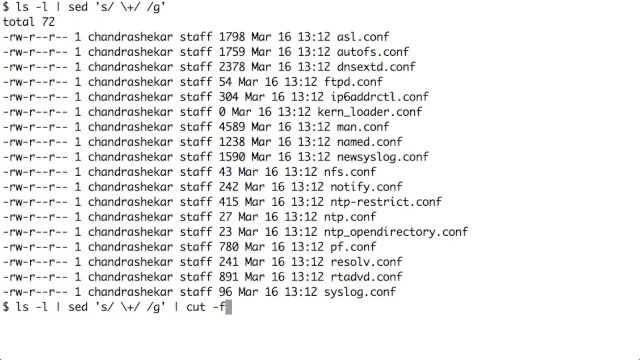 $ ls -l | sed 's/ \+/ /g'
total 72
-rw-r--r-- 1 chandrashekar staff 1798 Mar 16 13:12 asl.conf
-rw-r--r-- 1 chandrashekar staff 1759 Mar 16 13:12 autofs.conf
-rw-r--r-- 1 chandrashekar staff 2378 Mar 16 13:12 dnsextd.conf
-rw-r--r-- 1 chandrashekar staff 54 Mar 16 13:12 ftpd.conf
-rw-r--r-- 1 chandrashekar staff 304 Mar 16 13:12 ip6addrctl.conf
-rw-r--r-- 1 chandrashekar staff 0 Mar 16 13:12 kern_loader.conf
-rw-r--r-- 1 chandrashekar staff 4589 Mar 16 13:12 man.conf
-rw-r--r-- 1 chandrashekar staff 1238 Mar 16 13:12 named.conf
-rw-r--r-- 1 chandrashekar staff 1590 Mar 16 13:12 newsyslog.conf
-rw-r--r-- 1 chandrashekar staff 43 Mar 16 13:12 nfs.conf
-rw-r--r-- 1 chandrashekar staff 242 Mar 16 13:12 notify.conf
-rw-r--r-- 1 chandrashekar staff 415 Mar 16 13:12 ntp-restrict.conf
-rw-r--r-- 1 chandrashekar staff 27 Mar 16 13:12 ntp.conf
-rw-r--r-- 1 chandrashekar staff 23 Mar 16 13:12 ntp_opendirectory.conf
-rw-r--r-- 1 chandrashekar staff 780 Mar 16 13:12 pf.conf
-rw-r--r-- 1 chandrashekar staff 241 Mar 16 13:12 resolv.conf
-rw-r--r-- 1 chandrashekar staff 891 Mar 16 13:12 rtadvd.conf
-rw-r--r-- 1 chandrashekar staff 96 Mar 16 13:12 syslog.conf
$ ls -l | sed 's/ \+/ /g' | cut -f